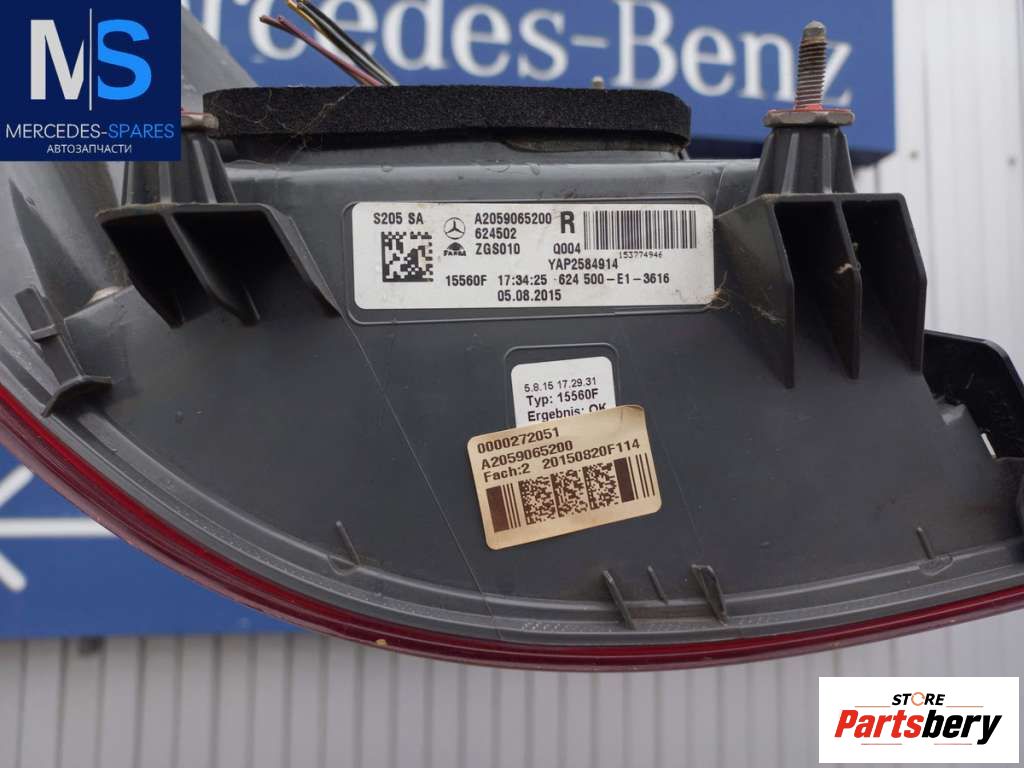 MS
MERCEDES-SPARES
АВТОЗАПЧАСТИ
rcedes-Benz
S205 SA
A2059065200 R
624502
ZGS010 Q004
153774946
YAP2584914
15560F 17:34:25 624 500-E1-3616
05.08.2015
5.8.15 17.29.31
Typ: 15560F
Ergebnis: OK
0000272051
A2059065200
Fach:2 20150820F114
STORE
Partsbery